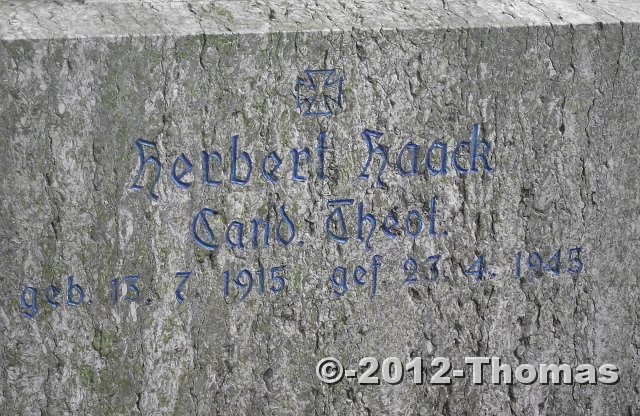 Herbert Haack
Cand. Theol.
geb. 13. 7 1915 gef. 23 4. 1945
©-2012-Thomas